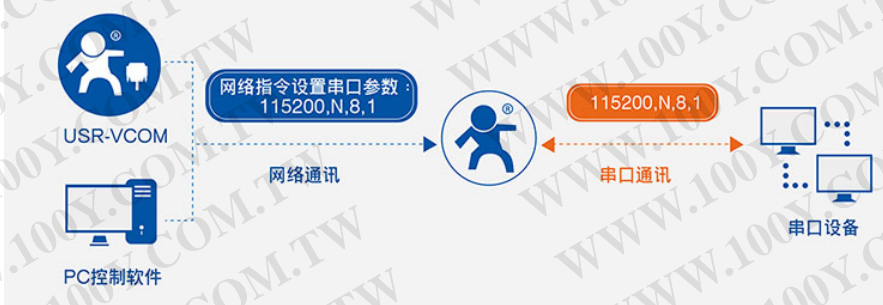 USR-VCOM
网络指令设置串口参数：
115200,N,8,1
网络通讯
®
115200,N,8,1
串口通讯
串口设备
PC控制软件
WWW.100Y.COM.TW